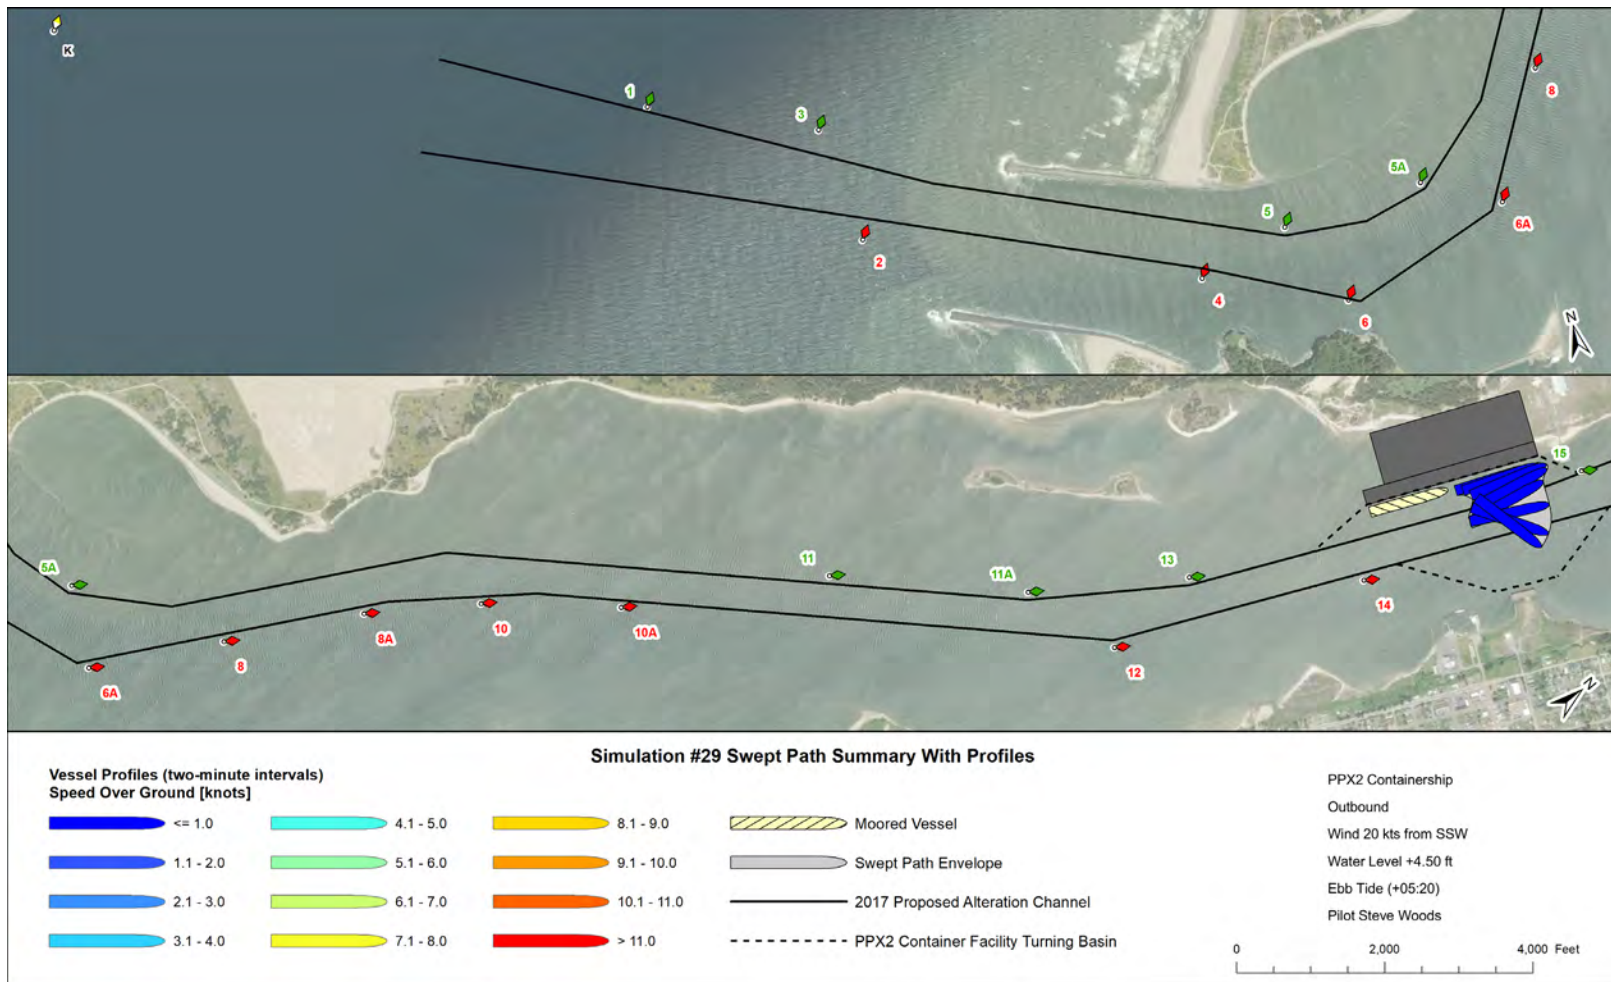 K
1
3
5
5A
8
6A
2
4
6
N
5A
11
11A
13
15
6A
8
8A
10
10A
12
14
N
Simulation #29 Swept Path Summary With Profiles
Vessel Profiles (two-minute intervals)
Speed Over Ground [knots]
<= 1.0
1.1 - 2.0
2.1 - 3.0
3.1 - 4.0
4.1 - 5.0
5.1 - 6.0
6.1 - 7.0
7.1 - 8.0
8.1 - 9.0
9.1 - 10.0
10.1 - 11.0
> 11.0
Moored Vessel
Swept Path Envelope
2017 Proposed Alteration Channel
PPX2 Container Facility Turning Basin
PPX2 Containership
Outbound
Wind 20 kts from SSW
Water Level +4.50 ft
Ebb Tide (+05:20)
Pilot Steve Woods
0 2,000 4,000 Feet